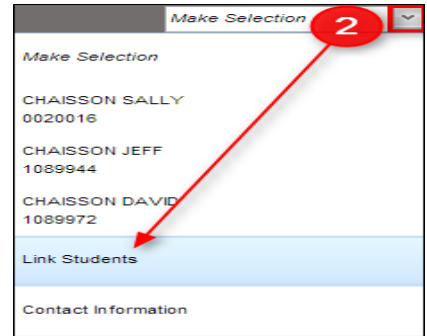 Make Selection
2
Make Selection
CHAISSON SALLY
0020016
CHAISSON JEFF
1089944
CHAISSON DAVID
1089972
Link Students
Contact Information